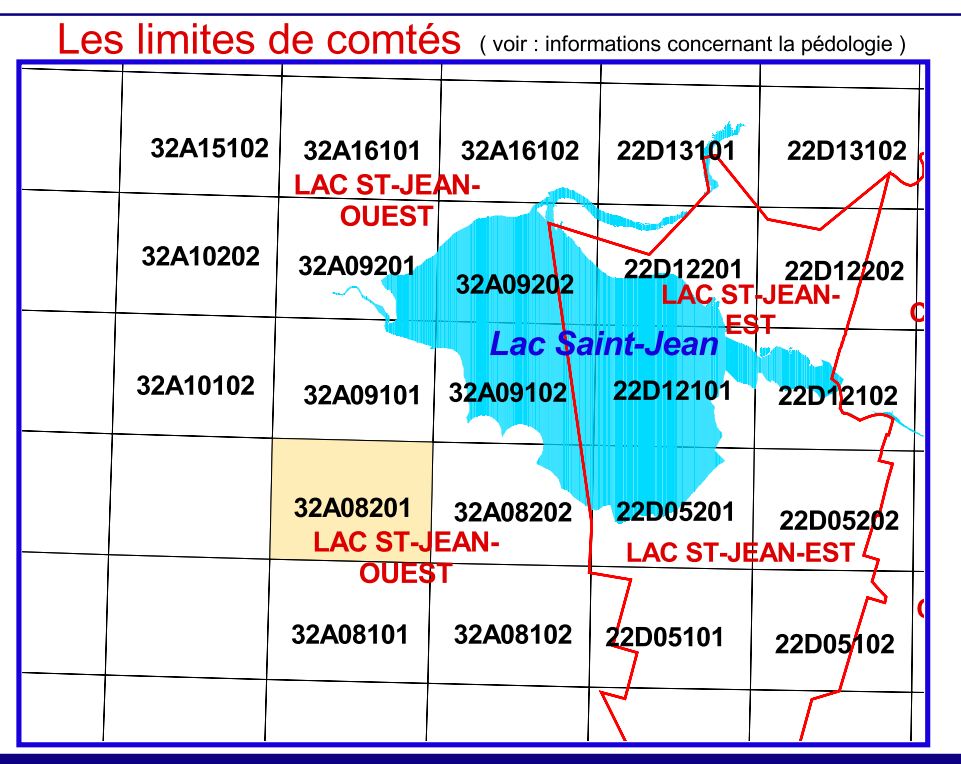 Les limites de comtés ( voir : informations concernant la pédologie )
32A15102 32A16101 32A16102 22D13101 22D13102
LAC ST-JEAN-
OUEST
32A10202 32A09201 32A09202 22D12201 22D12202
LAC ST-JEAN-
EST
Lac Saint-Jean
32A10102 32A09101 32A09102 22D12101 22D12102
32A08201 32A08202 22D05201 22D05202
LAC ST-JEAN-
OUEST
LAC ST-JEAN-EST
32A08101 32A08102 22D05101 22D05102